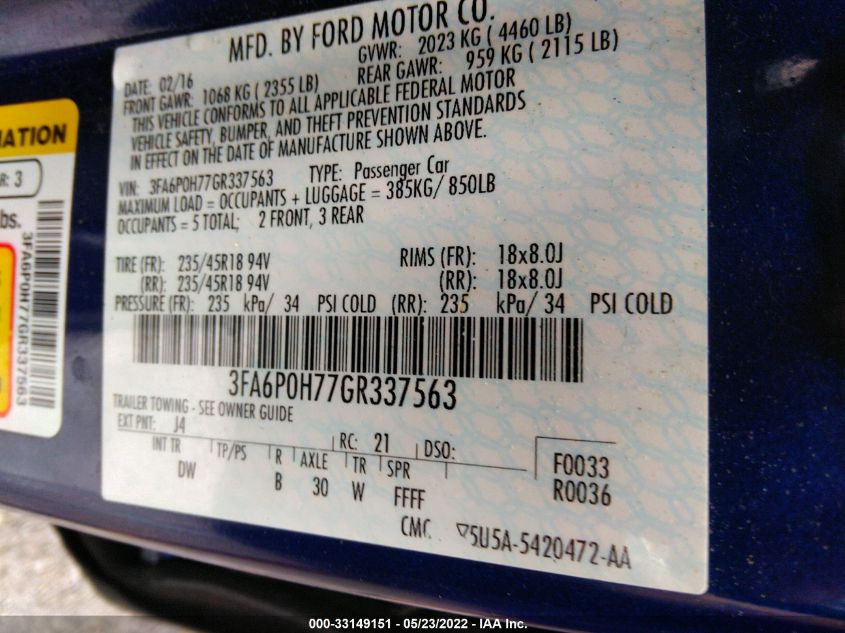 MFD. BY FORD MOTOR CO.
DATE: 02/16 GVWR: 2023 KG ( 4460 LB)
FRONT GAWR: 1068 KG ( 2355 LB) REAR GAWR: 959 KG ( 2115 LB)
THIS VEHICLE CONFORMS TO ALL APPLICABLE FEDERAL MOTOR
VEHICLE SAFETY, BUMPER, AND THEFT PREVENTION STANDARDS
IN EFFECT ON THE DATE OF MANUFACTURE SHOWN ABOVE.
VIN: 3FA6P0H77GR337563 TYPE: Passenger Car
MAXIMUM LOAD = OCCUPANTS + LUGGAGE = 385KG/ 850LB
OCCUPANTS = 5 TOTAL; 2 FRONT, 3 REAR
TIRE (FR): 235/45R18 94V RIMS (FR): 18x8.0J
(RR): 235/45R18 94V (RR): 18x8.0J
PRESSURE (FR): 235 kPa/ 34 PSI COLD (RR): 235 kPa/ 34 PSI COLD
3FA6P0H77GR337563
TRAILER TOWING - SEE OWNER GUIDE
EXT PNT: J4 RC: 21 DSO:
INT TR TP/PS R AXLE TR SPR F0033
DW B 30 W FFFF R0036
CMC ▽5U5A-5420472-AA
R: 3
bs.
3FA6P0H77GR337563
000-33149151 - 05/23/2022 - IAA Inc.